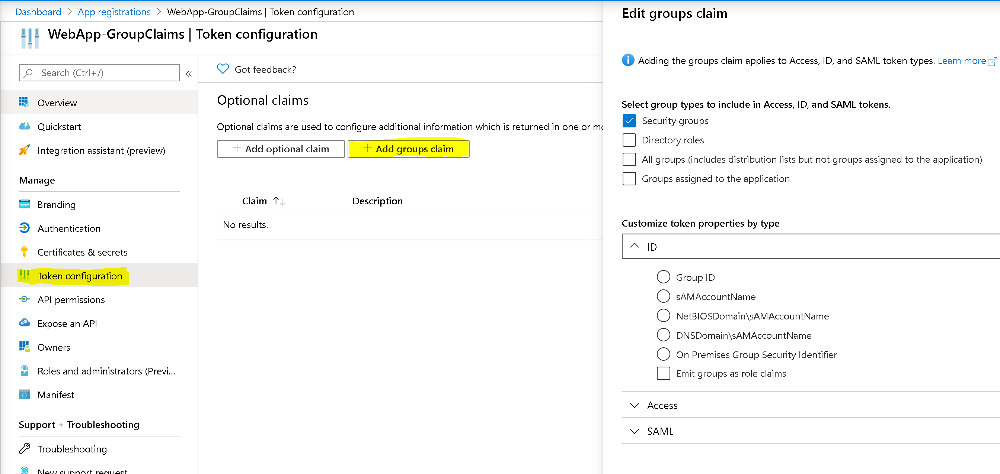 Dashboard > App registrations > WebApp-GroupClaims | Token configuration
WebApp-GroupClaims | Token configuration
Search (Ctrl+/)
«
Overview
Quickstart
Integration assistant (preview)
Manage
Branding
Authentication
Certificates & secrets
Token configuration
API permissions
Expose an API
Owners
Roles and administrators (Previ...
Manifest
Support + Troubleshooting
Troubleshooting
New support request
Got feedback?
Optional claims
Optional claims are used to configure additional information which is returned in one or mo
+ Add optional claim
+ Add groups claim
Claim ↑↓
Description
No results.
Edit groups claim
Adding the groups claim applies to Access, ID, and SAML token types. Learn more
Select group types to include in Access, ID, and SAML tokens.
Security groups
Directory roles
All groups (includes distribution lists but not groups assigned to the application)
Groups assigned to the application
Customize token properties by type
ID
Group ID
sAMAccountName
NetBIOSDomain\sAMAccountName
DNSDomain\sAMAccountName
On Premises Group Security Identifier
Emit groups as role claims
Access
SAML